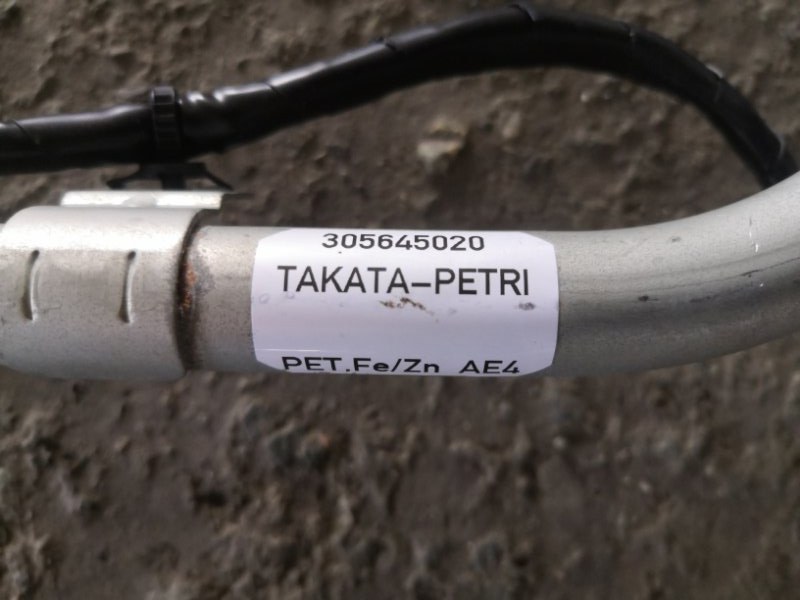 305645020
TAKATA-PETRI
PET.Fe/Zn AE4